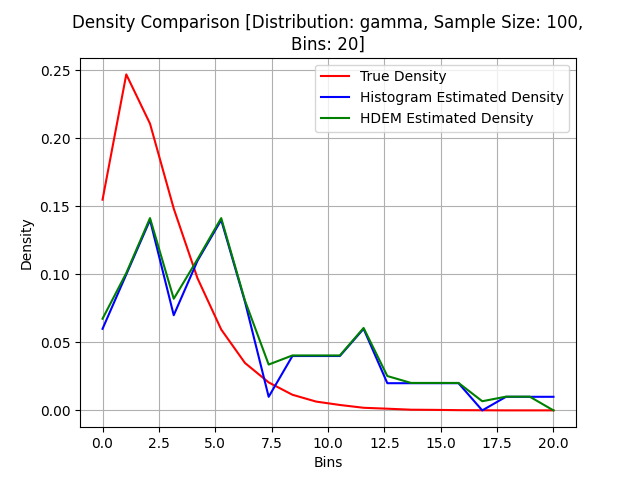 Density Comparison [Distribution: gamma, Sample Size: 100,
Bins: 20]
True Density
Histogram Estimated Density
HDEM Estimated Density
Density
0.25
0.20
0.15
0.10
0.05
0.00
0.0 2.5 5.0 7.5 10.0 12.5 15.0 17.5 20.0
Bins